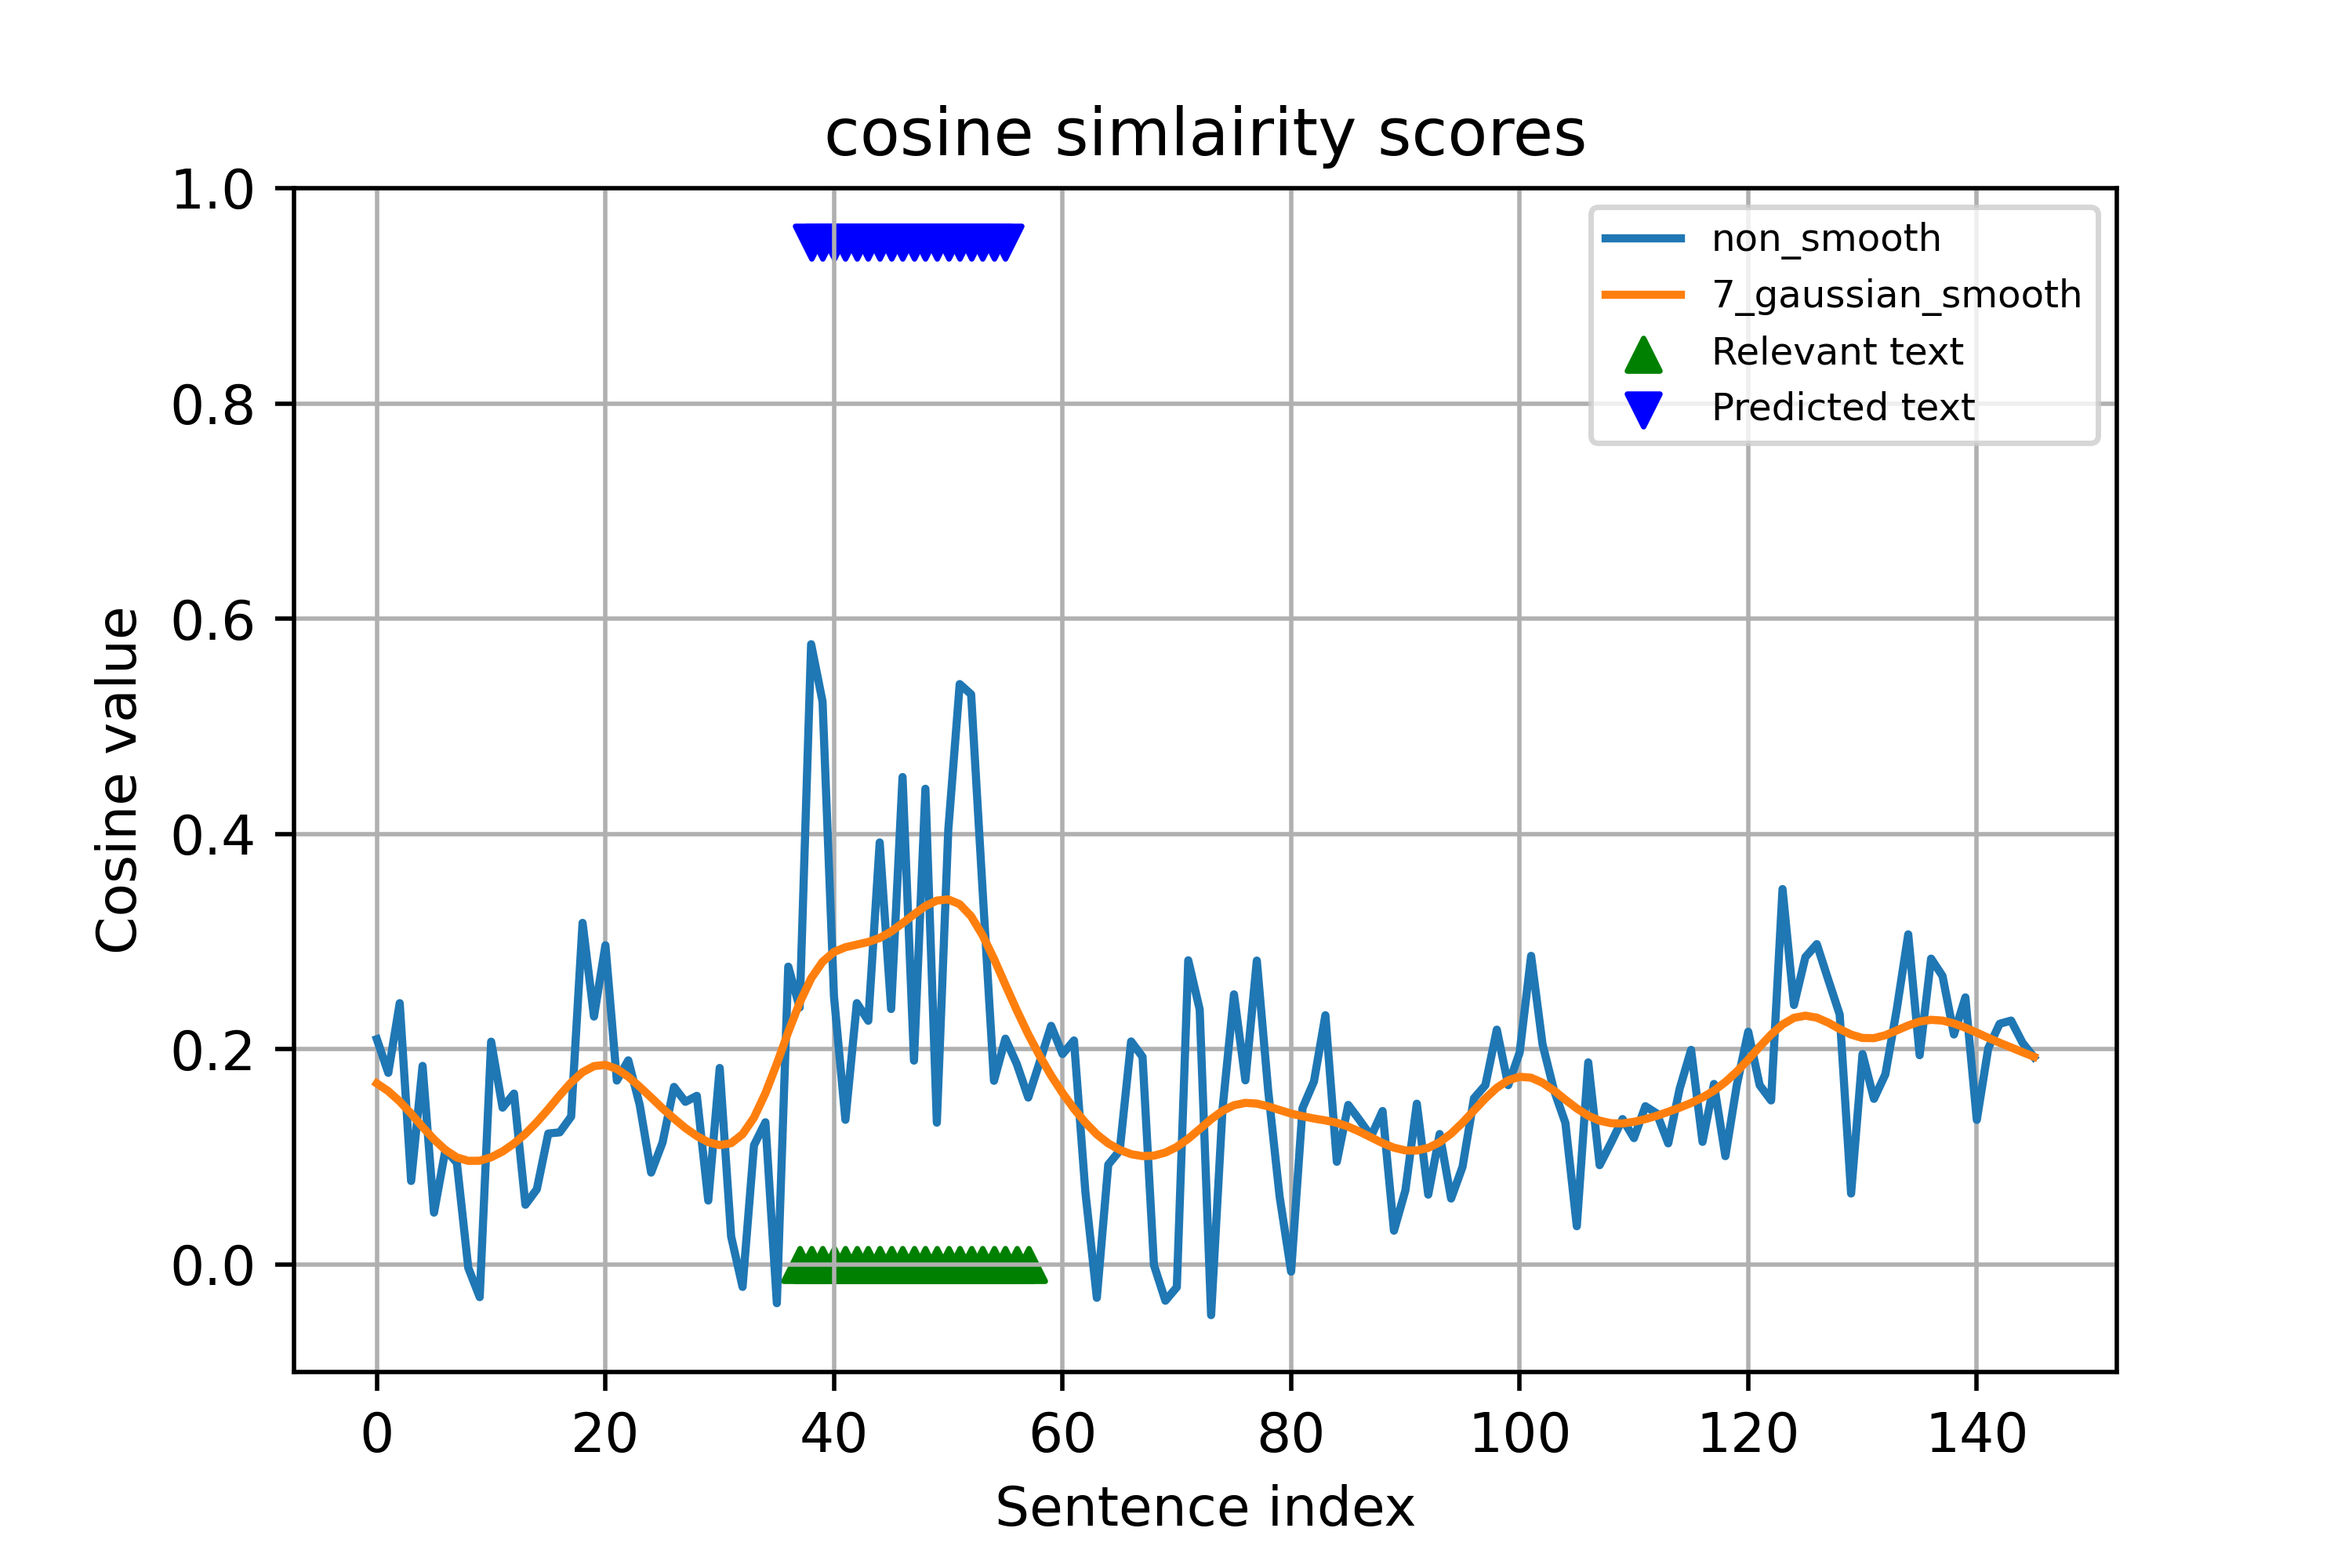 cosine simlairity scores
1.0
0.8
0.6
0.4
0.2
0.0
Cosine value
non_smooth
7_gaussian_smooth
Relevant text
Predicted text
0 20 40 60 80 100 120 140
Sentence index